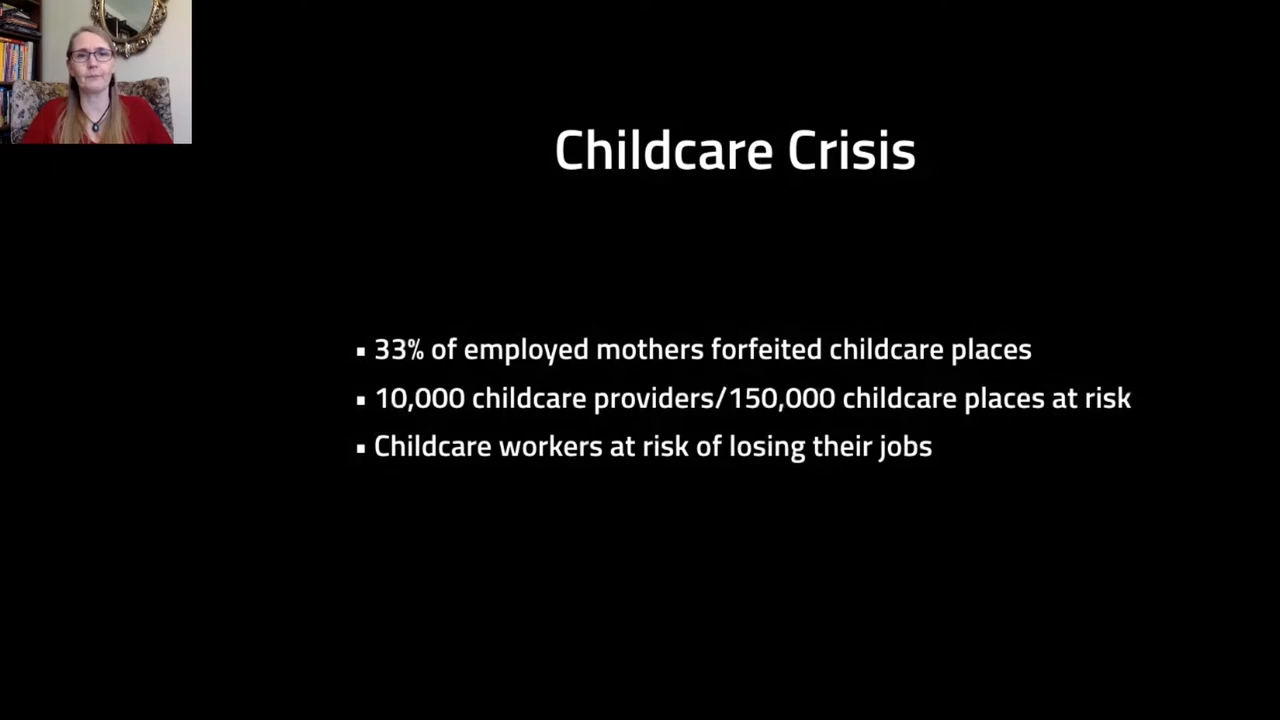 Childcare Crisis
▪ 33% of employed mothers forfeited childcare places
▪ 10,000 childcare providers/150,000 childcare places at risk
▪ Childcare workers at risk of losing their jobs